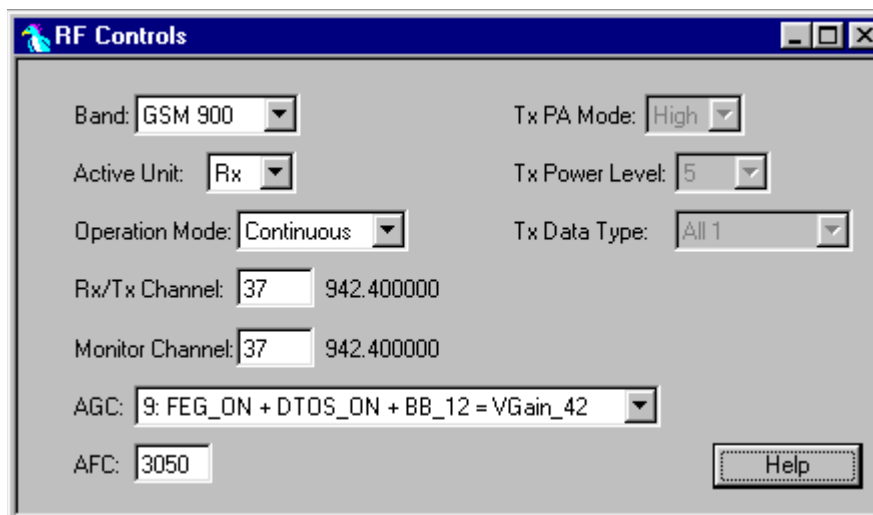 RF Controls
Band: GSM 900
Tx PA Mode: High
Active Unit: Rx
Tx Power Level: 5
Operation Mode: Continuous
Tx Data Type: All 1
Rx/Tx Channel: 37 942.400000
Monitor Channel: 37 942.400000
AGC: 9: FEG_ON + DTOS_ON + BB_12 = VGain_42
AFC: 3050
Help